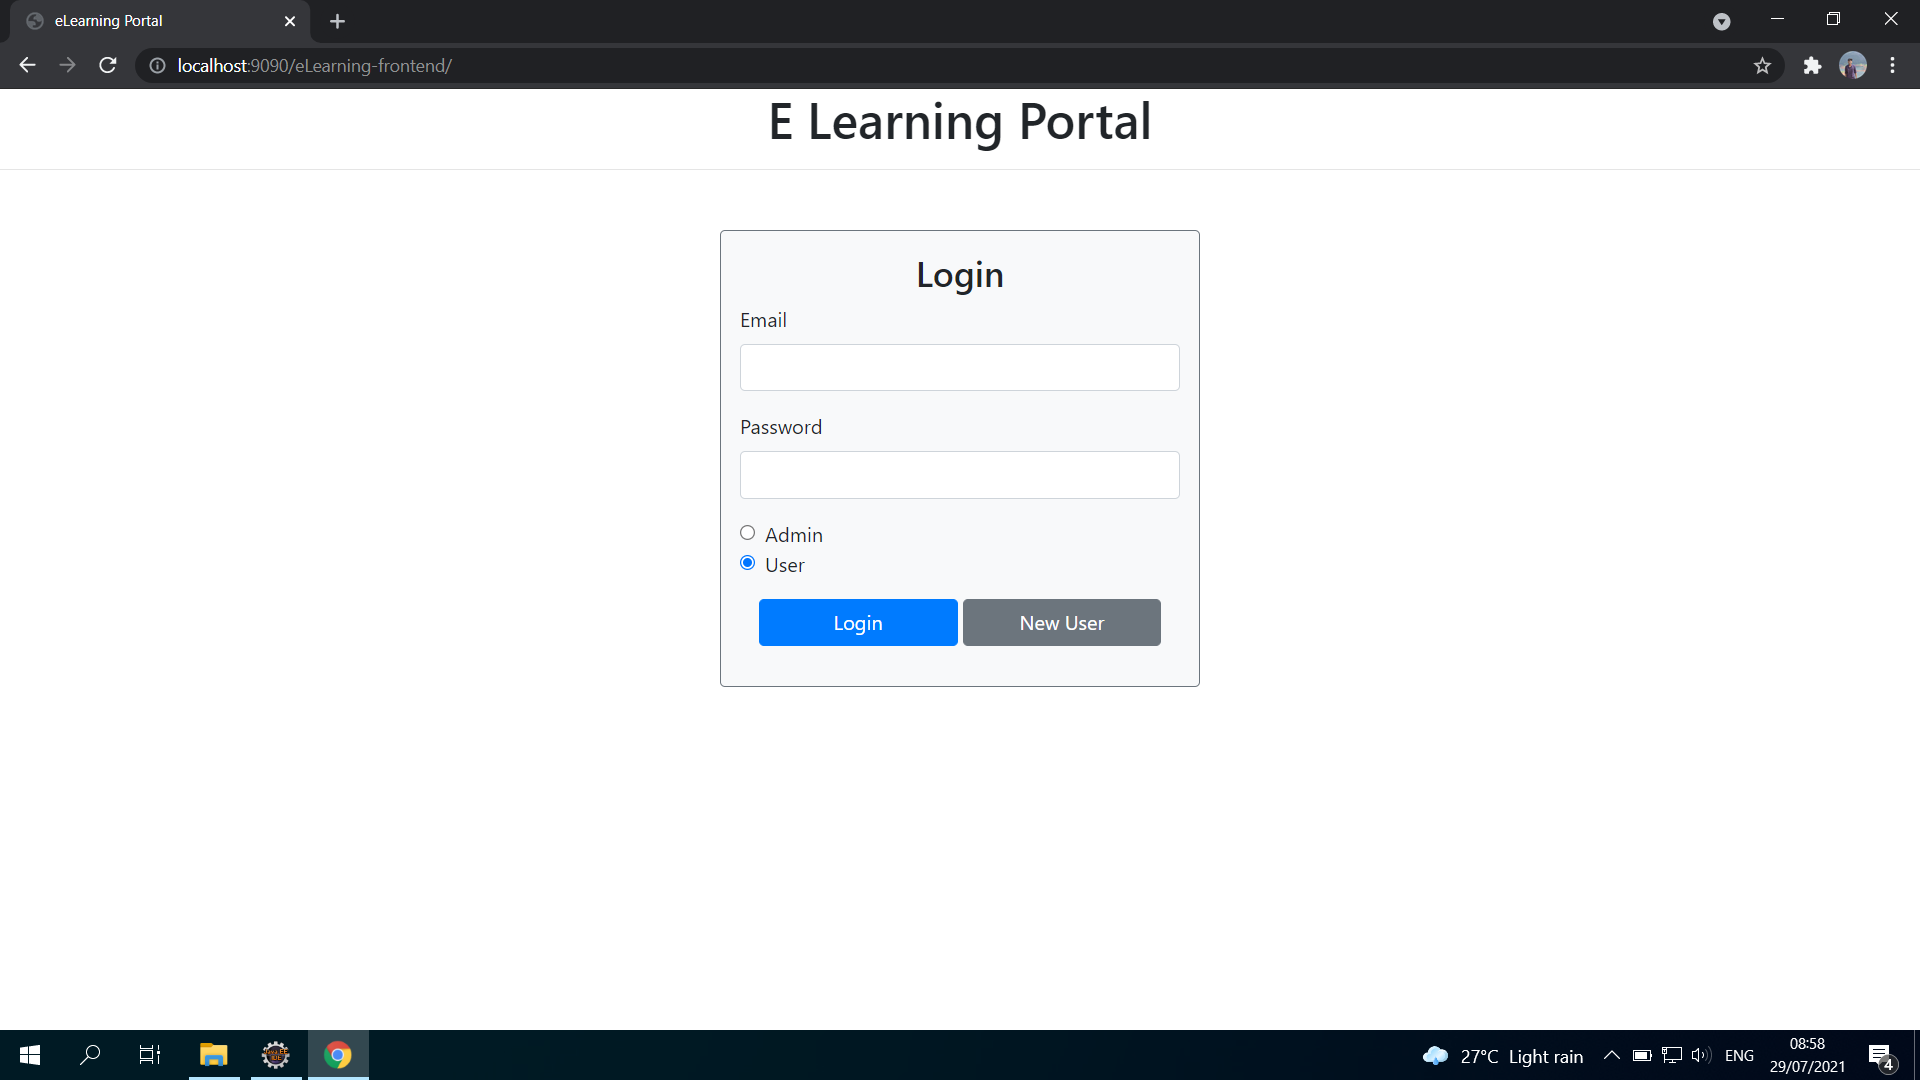 eLearning Portal
localhost:9090/eLearning-frontend/
E Learning Portal
Login
Email
Password
Admin
User
Login New User
27°C Light rain
ENG
08:58
29/07/2021
4